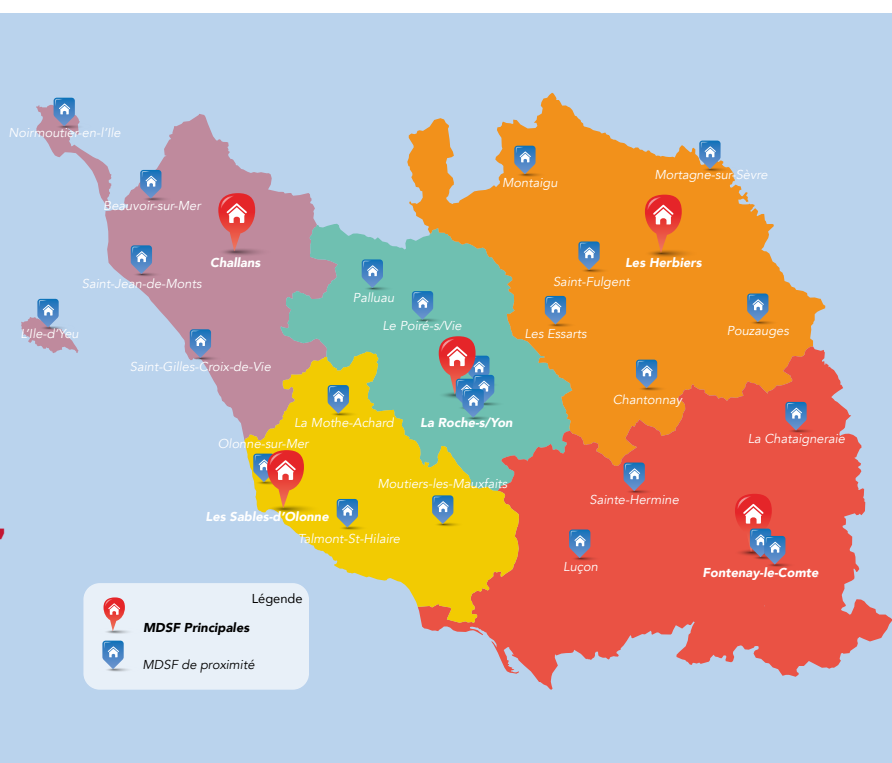 Noirmoutier-en-l'Ile
Mortagne-sur-Sèvre
Montaigu
Beauvoir-sur-Mer
Challans
Les Herbiers
Saint-Jean-de-Monts
Saint-Fulgent
Palluau
Le Poiré-s/Vie
L'Ile-d'Yeu
Les Essarts
Pouzauges
Saint-Gilles-Croix-de-Vie
Chantonnay
La Mothe-Achard
La Roche-s/Yon
La Chataigneraie
Olonne-sur-Mer
Moutiers-les-Mauxfaits
Sainte-Hermine
Les Sables-d'Olonne
Talmont-St-Hilaire
Luçon
Fontenay-le-Comte
Légende
MDSF Principales
MDSF de proximité